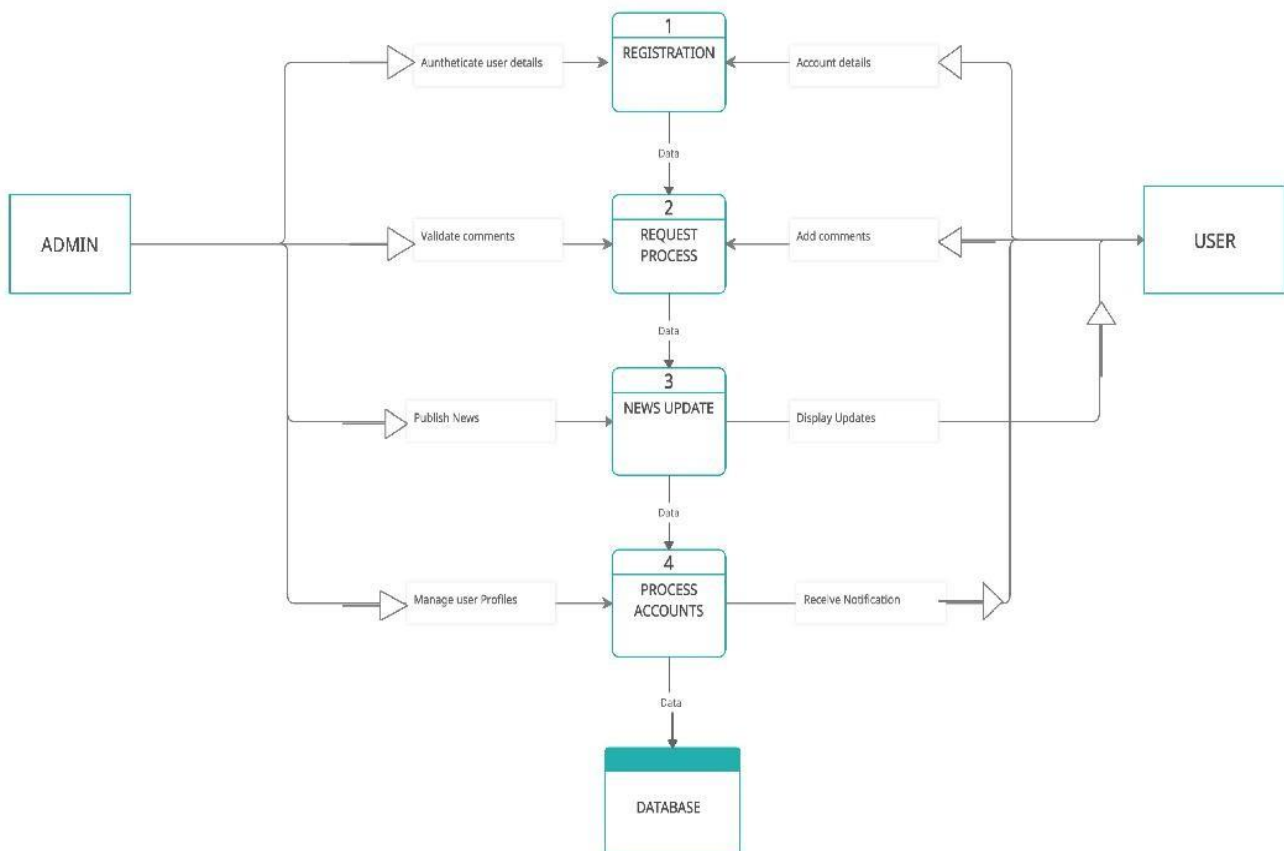 1
REGISTRATION
Auntheticate user details
Account details
Data
ADMIN
2
REQUEST
PROCESS
Validate comments
Add comments
USER
Data
3
NEWS UPDATE
Publish News
Display Updates
Data
4
PROCESS
ACCOUNTS
Manage user Profiles
Receive Notification
Data
DATABASE